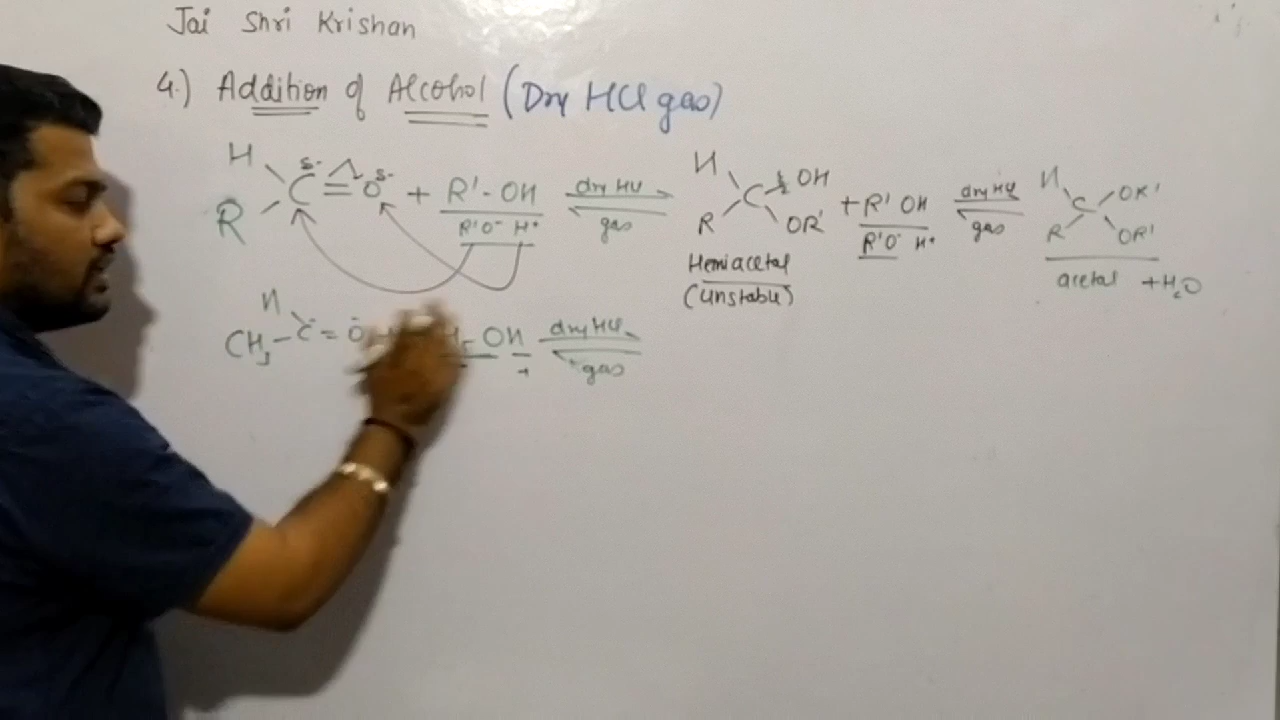 Jai Shri Krishan
4.) Addition of Alcohol (Dry HCl gas)
H δ- δ- H OH H OR'
C = O + R'-OH dry HCl gas C + R' OH dry HCl gas C
R R'O- H+ R OR' R'O- H+ R OR'
Hemiacetal acetal + H2O
(Unstable)
H
CH3 - C = O OH dry HCl gas